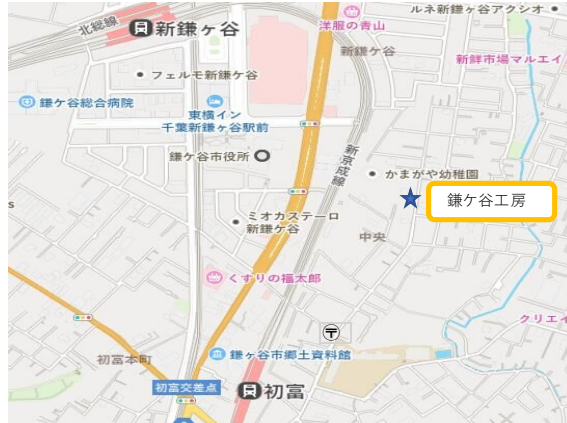 ルネ新鎌ヶ谷アクシオ
洋服の青山
北総線
新鎌ヶ谷
新鎌ケ谷
新鮮市場マルエイ
フェルモ新鎌ケ谷
鎌ケ谷総合病院
東横イン
千葉新鎌ヶ谷駅前
鎌ケ谷市役所
新京成線
かまがや幼稚園
鎌ケ谷工房
s
ミオカステーロ
新鎌ケ谷
中央
くすりの福太郎
クリエイ
〒
初富本町
鎌ケ谷市郷土資料館
初富交差点
初富